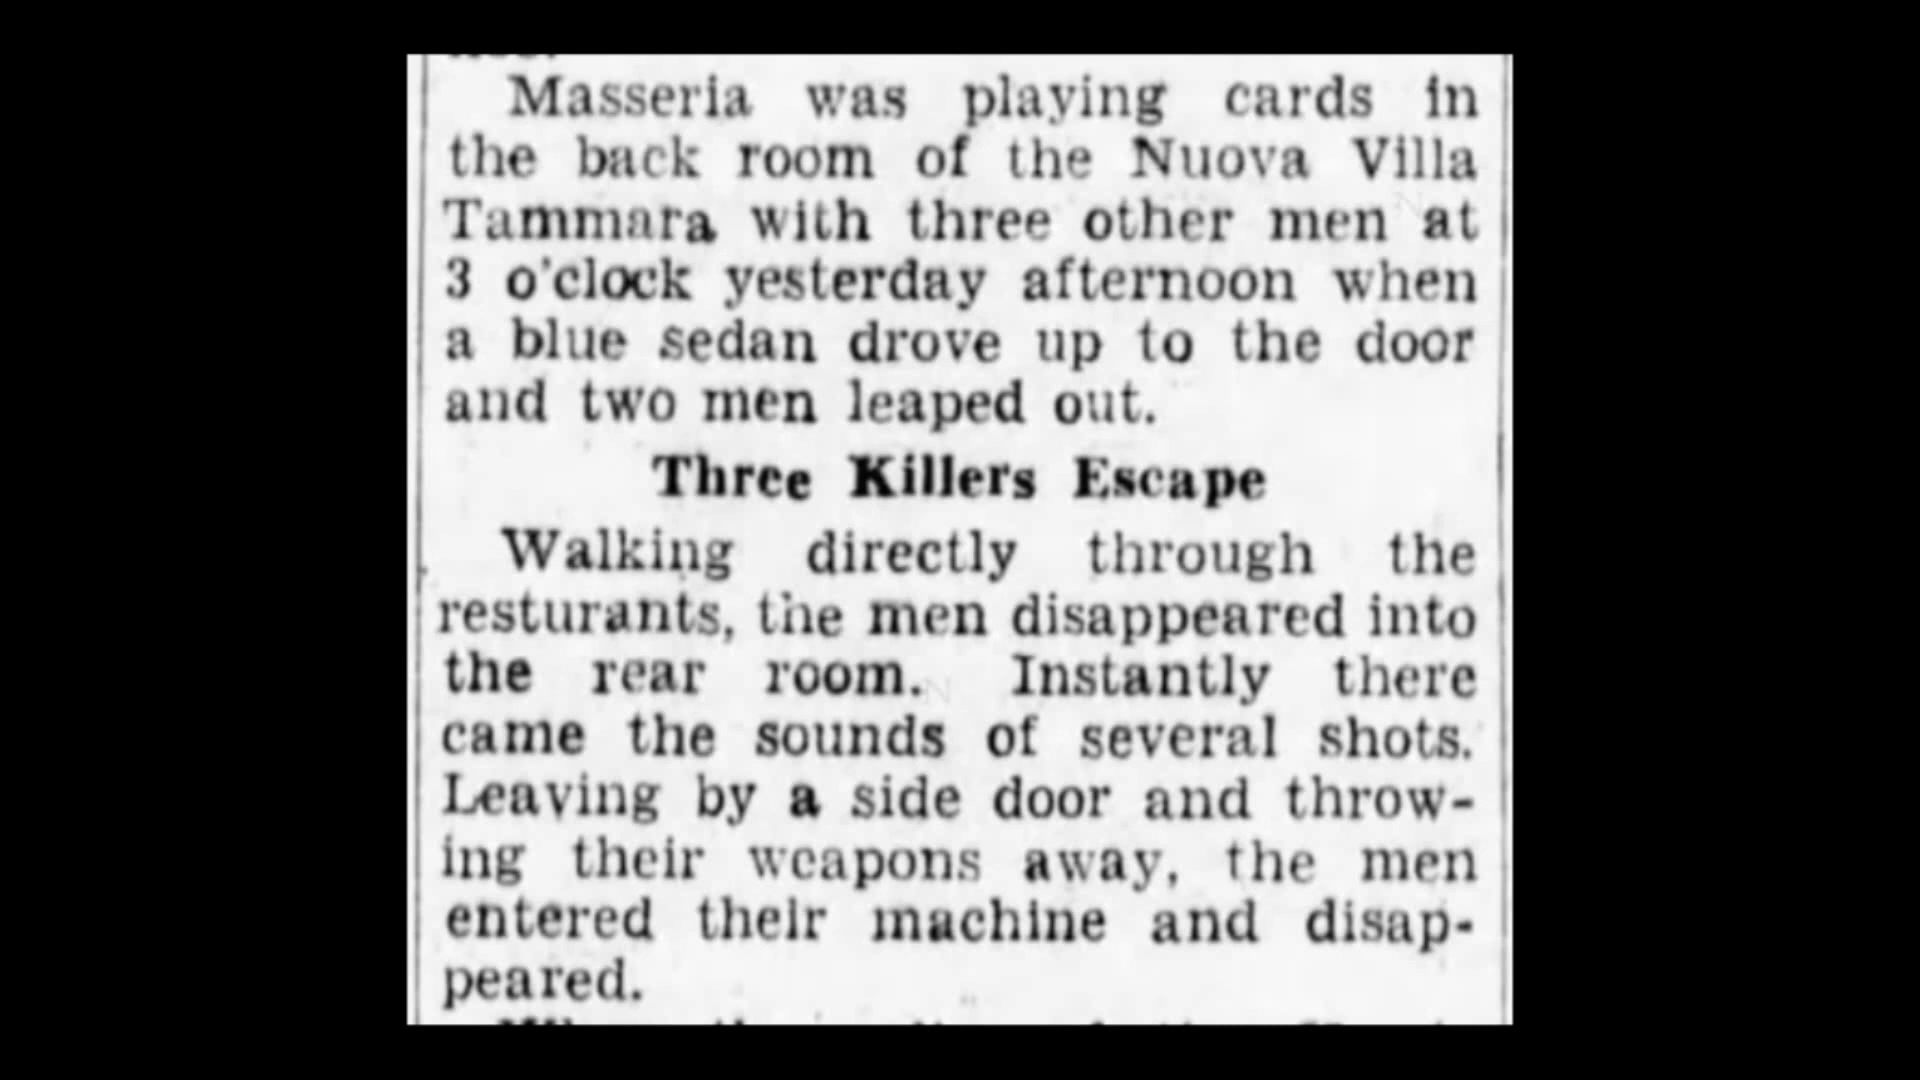 Masseria was playing cards in
the back room of the Nuova Villa
Tammara with three other men at
3 o'clock yesterday afternoon when
a blue sedan drove up to the door
and two men leaped out.
Three Killers Escape
Walking directly through the
resturants, the men disappeared into
the rear room. Instantly there
came the sounds of several shots.
Leaving by a side door and throw-
ing their weapons away, the men
entered their machine and disap-
peared.